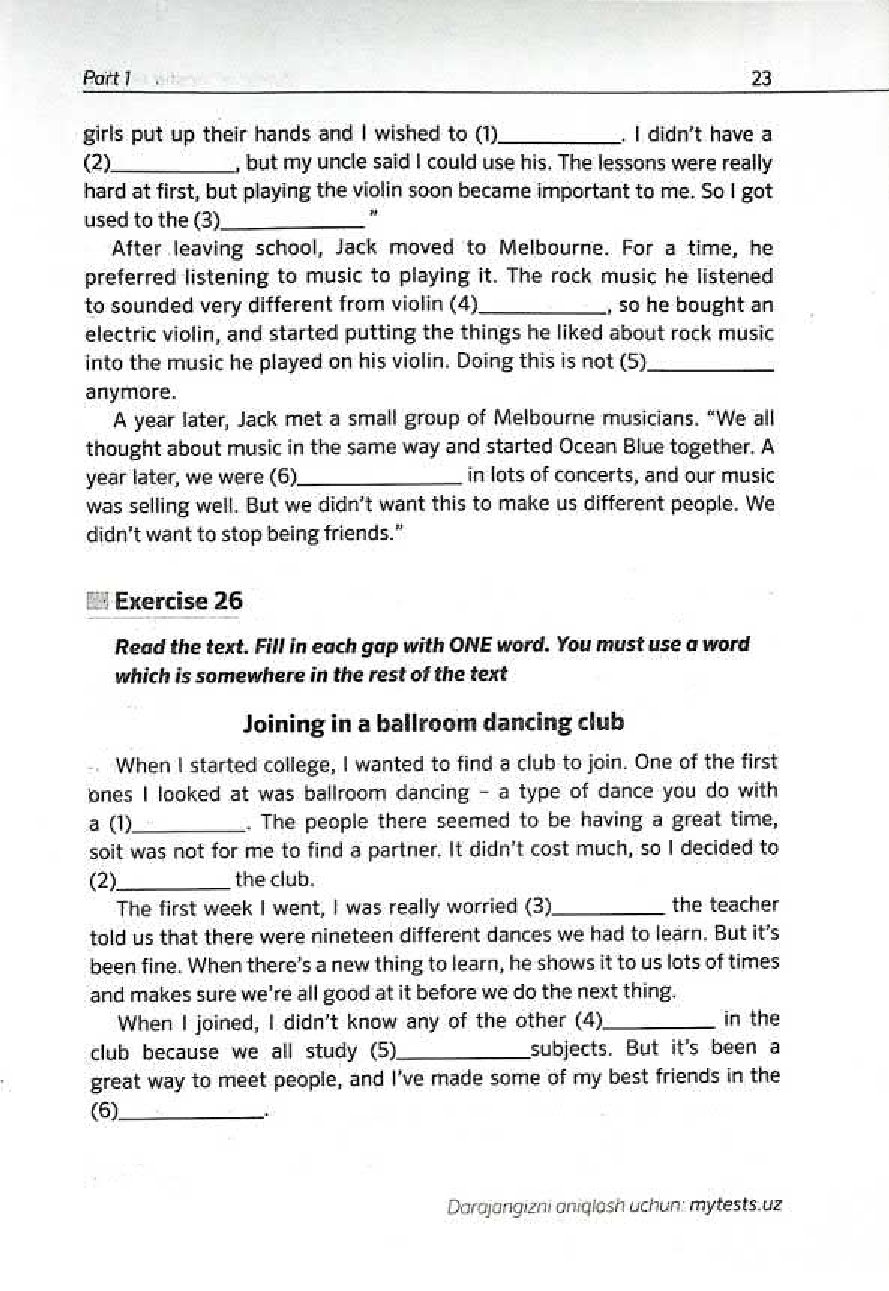 Part 1 23
girls put up their hands and I wished to (1)____________. I didn't have a
(2)____________, but my uncle said I could use his. The lessons were really
hard at first, but playing the violin soon became important to me. So I got
used to the (3)______________"
After leaving school, Jack moved to Melbourne. For a time, he
preferred listening to music to playing it. The rock music he listened
to sounded very different from violin (4)____________, so he bought an
electric violin, and started putting the things he liked about rock music
into the music he played on his violin. Doing this is not (5)____________
anymore.
A year later, Jack met a small group of Melbourne musicians. "We all
thought about music in the same way and started Ocean Blue together. A
year later, we were (6)________________ in lots of concerts, and our music
was selling well. But we didn't want this to make us different people. We
didn't want to stop being friends."
Exercise 26
Read the text. Fill in each gap with ONE word. You must use a word
which is somewhere in the rest of the text
Joining in a ballroom dancing club
When I started college, I wanted to find a club to join. One of the first
ones I looked at was ballroom dancing – a type of dance you do with
a (1)___________. The people there seemed to be having a great time,
soit was not for me to find a partner. It didn't cost much, so I decided to
(2)___________ the club.
The first week I went, I was really worried (3)___________ the teacher
told us that there were nineteen different dances we had to learn. But it's
been fine. When there's a new thing to learn, he shows it to us lots of times
and makes sure we're all good at it before we do the next thing.
When I joined, I didn't know any of the other (4)___________ in the
club because we all study (5)_____________subjects. But it's been a
great way to meet people, and I've made some of my best friends in the
(6)______________.
Darajangizni aniqlash uchun: mytests.uz